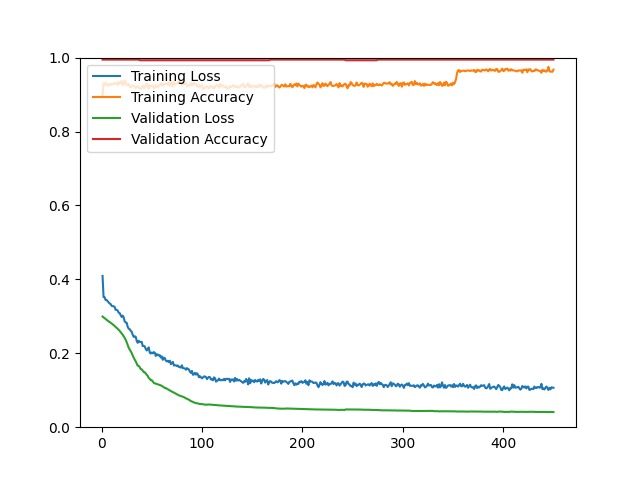 1.0
Training Loss
Training Accuracy
Validation Loss
Validation Accuracy
0.8
0.6
0.4
0.2
0.0
0 100 200 300 400